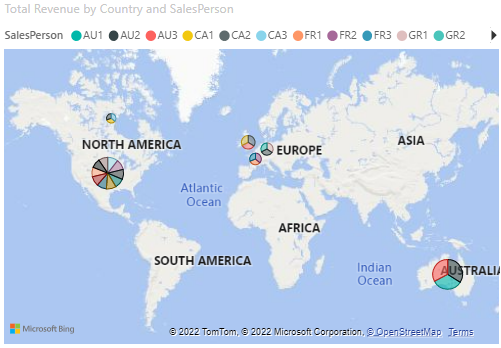 Total Revenue by Country and SalesPerson
SalesPerson AU1 AU2 AU3 CA1 CA2 CA3 FR1 FR2 FR3 GR1 GR2
NORTH AMERICA
EUROPE
ASIA
Atlantic
Ocean
AFRICA
SOUTH AMERICA
Indian
Ocean
AUSTRALIA
Microsoft Bing
© 2022 TomTom, © 2022 Microsoft Corporation, © OpenStreetMap Terms